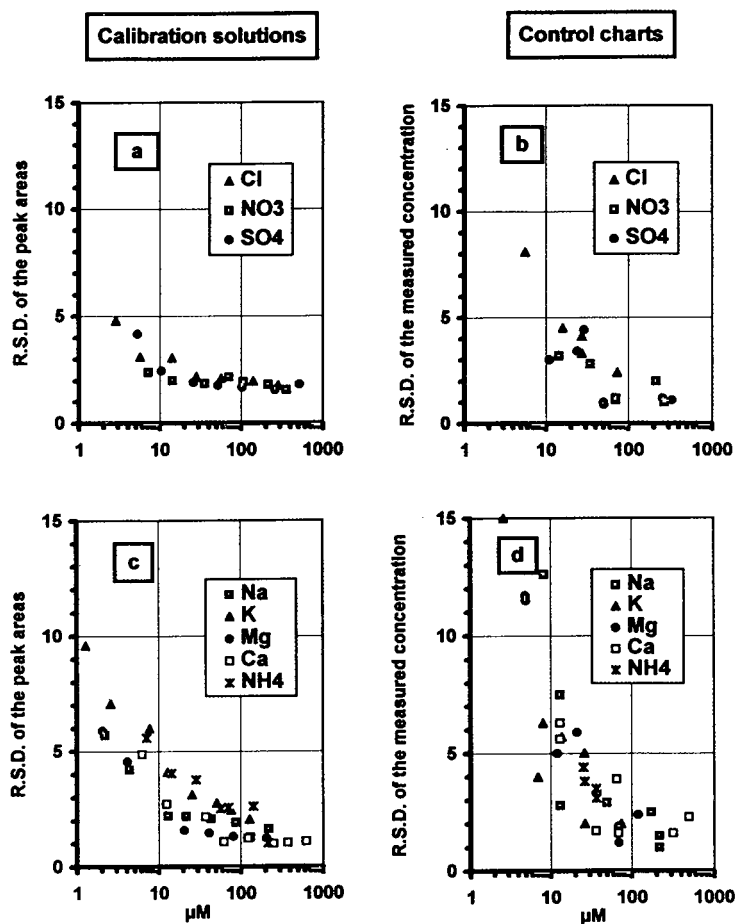 Calibration solutions
Control charts
R.S.D. of the peak areas
15
10
5
0
a
Cl
NO3
SO4
1 10 100 1000
R.S.D. of the measured concentration
15
10
5
0
b
Cl
NO3
SO4
1 10 100 1000
R.S.D. of the peak areas
15
10
5
0
c
Na
K
Mg
Ca
NH4
1 10 100 1000
µM
R.S.D. of the measured concentration
15
10
5
0
d
Na
K
Mg
Ca
NH4
1 10 100 1000
µM